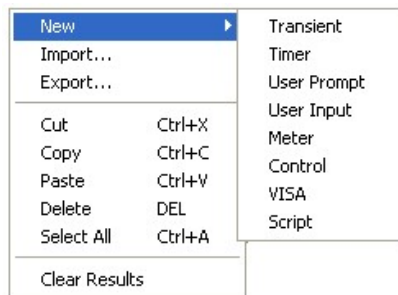 New
Import...
Export...
Cut Ctrl+X
Copy Ctrl+C
Paste Ctrl+V
Delete DEL
Select All Ctrl+A
Clear Results
Transient
Timer
User Prompt
User Input
Meter
Control
VISA
Script